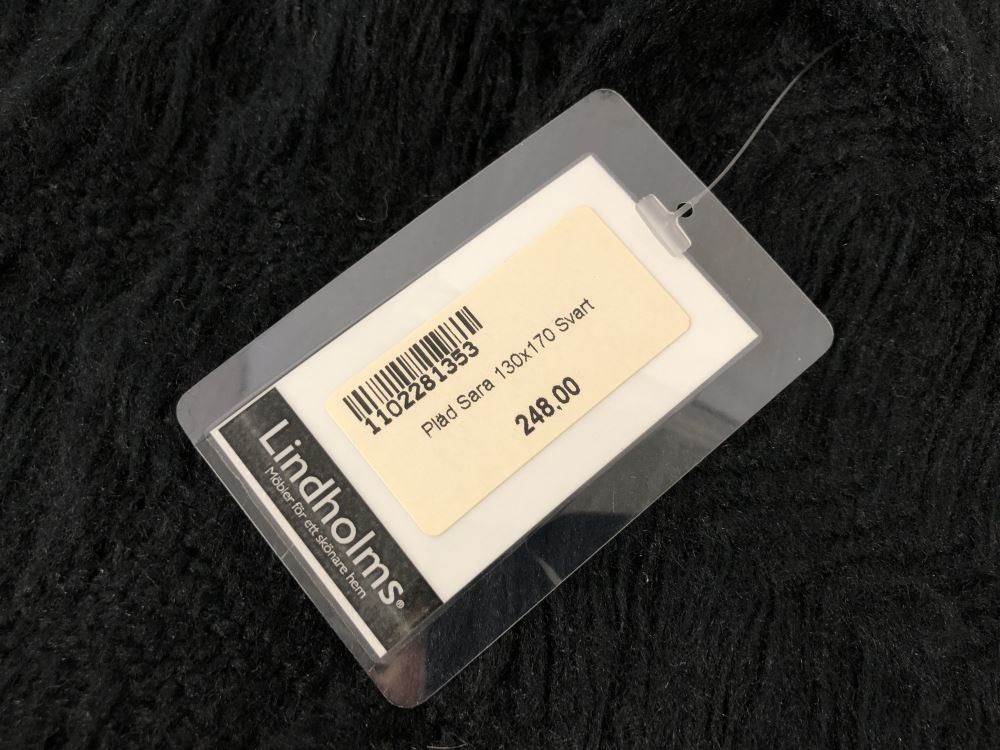 1102281353
Pläd Sara 130x170 Svart
248,00
Lindholms®
Möbler för ett skönare hem